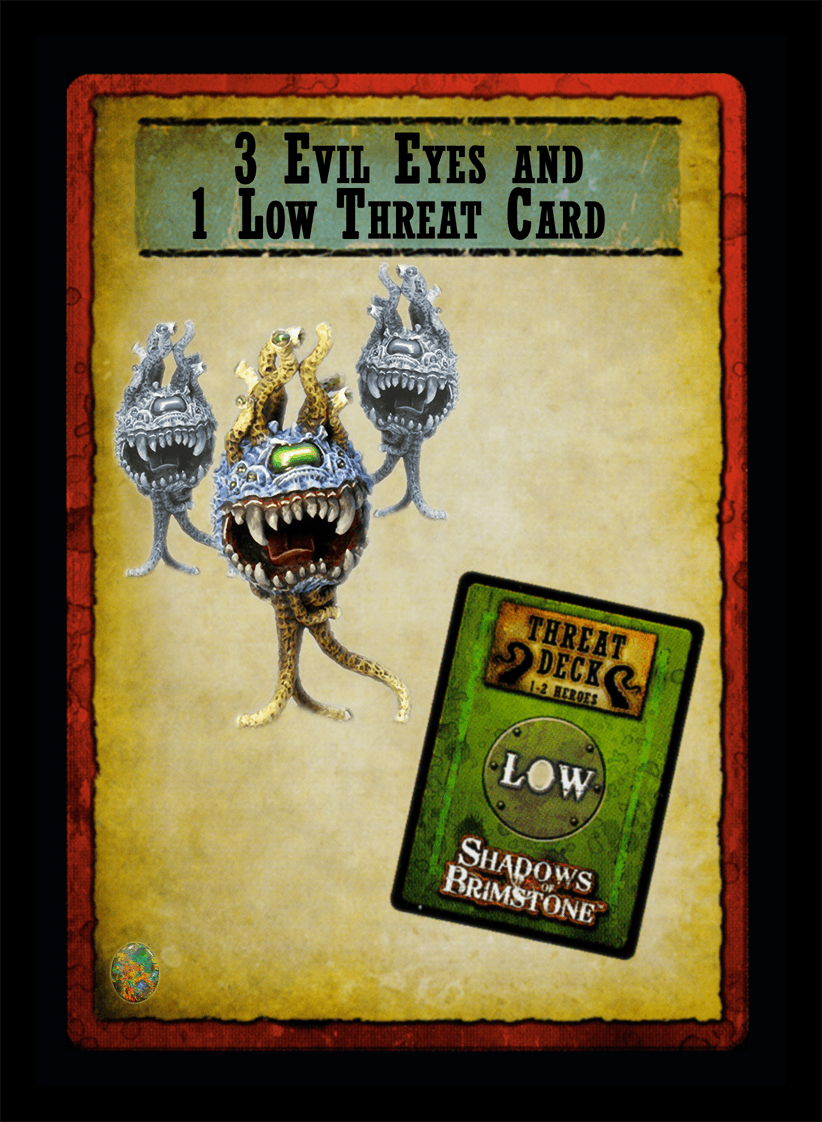 3 Evil Eyes and
1 Low Threat Card
THREAT
DECK
1-2 HEROES
LOW
SHADOWS
OF
BRIMSTONE